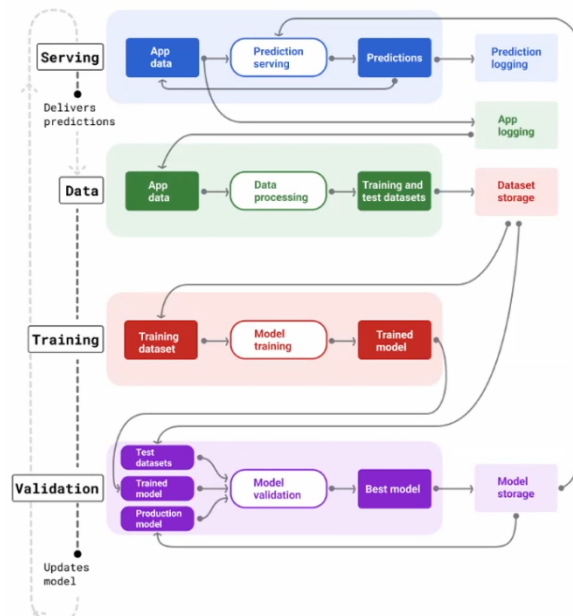 Serving
App
data
Prediction
serving
Predictions
Prediction
logging
Delivers
predictions
App
logging
Data
App
data
Data
processing
Training and
test datasets
Dataset
storage
Training
Training
dataset
Model
training
Trained
model
Validation
Test
datasets
Trained
model
Production
model
Model
validation
Best model
Model
storage
Updates
model